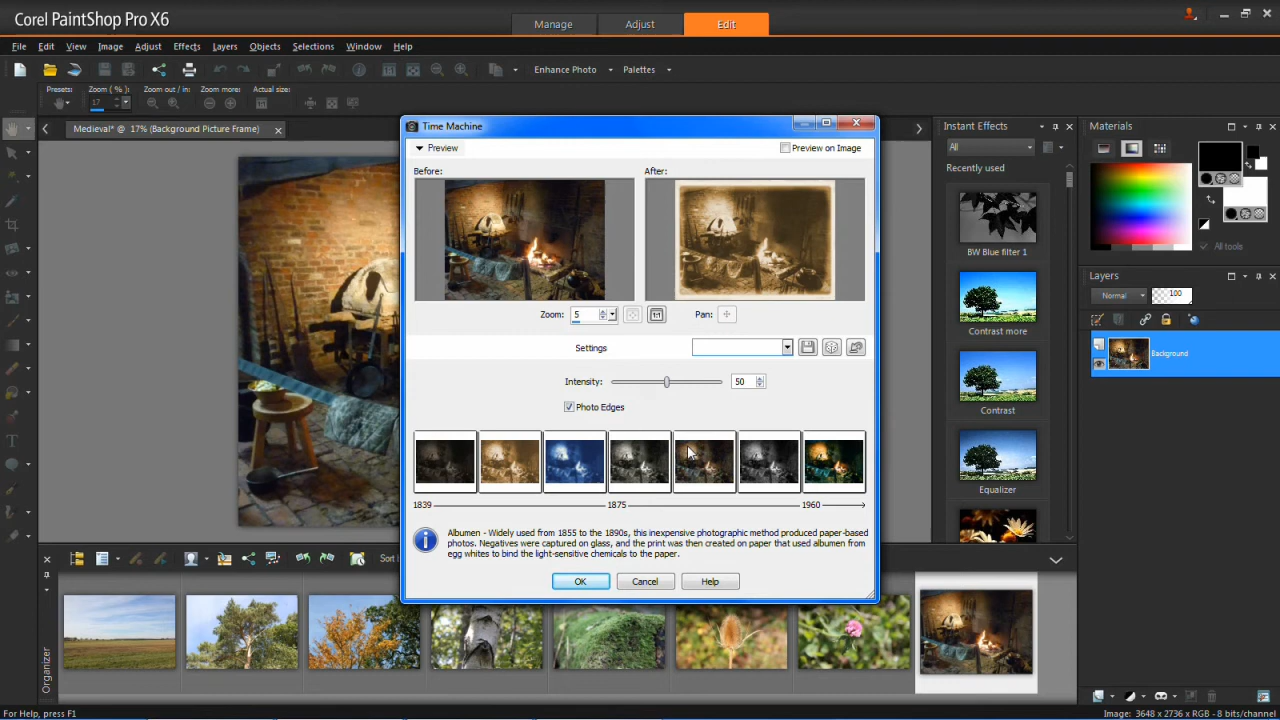 Corel PaintShop Pro X6
Manage
Adjust
Edit
File Edit View Image Adjust Effects Layers Objects Selections Window Help
Enhance Photo
Palettes
Presets:
Zoom ( % ):
Zoom out / in:
Zoom more:
Actual size:
17
Medieval* @ 17% (Background Picture Frame)
Time Machine
Preview
Preview on Image
Before:
After:
Zoom: 5
Pan:
Settings
Intensity: 50
Photo Edges
1839
1875
1960
Albumen - Widely used from 1855 to the 1890s, this inexpensive photographic method produced paper-based
photos. Negatives were captured on glass, and the print was then created on paper that used albumen from
egg whites to bind the light-sensitive chemicals to the paper.
OK
Cancel
Help
Instant Effects
All
Recently used
BW Blue filter 1
Contrast more
Contrast
Equalizer
Materials
All tools
Layers
Normal
100
Background
Sort
Organizer
For Help, press F1
Image: 3648 x 2736 x RGB - 8 bits/channel